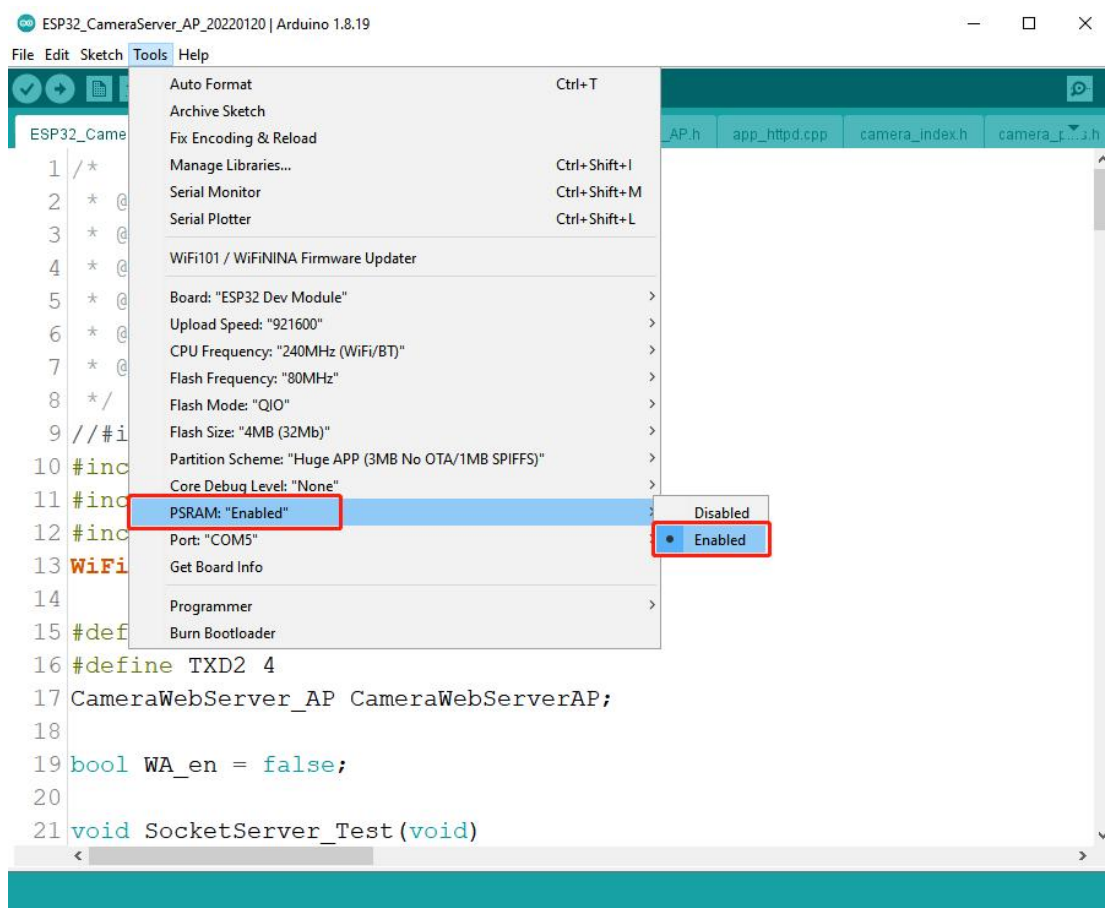 ESP32_CameraServer_AP_20220120 | Arduino 1.8.19
File Edit Sketch Tools Help
Auto Format Ctrl+T
Archive Sketch
Fix Encoding & Reload
Manage Libraries... Ctrl+Shift+I
Serial Monitor Ctrl+Shift+M
Serial Plotter Ctrl+Shift+L
WiFi101 / WiFiNINA Firmware Updater
Board: "ESP32 Dev Module"
Upload Speed: "921600"
CPU Frequency: "240MHz (WiFi/BT)"
Flash Frequency: "80MHz"
Flash Mode: "QIO"
Flash Size: "4MB (32Mb)"
Partition Scheme: "Huge APP (3MB No OTA/1MB SPIFFS)"
Core Debug Level: "None"
PSRAM: "Enabled"
Port: "COM5"
Get Board Info
Programmer
Burn Bootloader
Disabled
Enabled
ESP32_Came _AP.h app_httpd.cpp camera_index.h
1 /*
2 * @
3 * @
4 * @
5 * @
6 * @
7 * @
8 */
9 //#i
10 #inc
11 #inc
12 #inc
13 WiFi
14
15 #def
16 #define TXD2 4
17 CameraWebServer_AP CameraWebServerAP;
18
19 bool WA_en = false;
20
21 void SocketServer_Test(void)